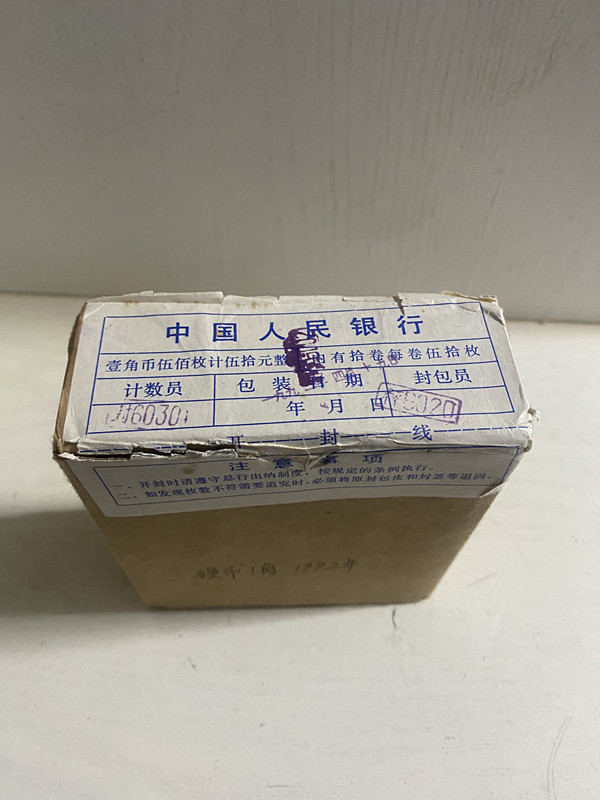 中国人民银行
壹角币伍佰枚计伍拾元整 内有拾卷每卷伍拾枚
计数员 包装日期 封包员
年 月 日
开 封 线
注意事项
一、开封时请遵守总行出纳制度,按规定的条例执行。
二、如发现枚数不符需要追究时,必须将原封包皮和封签等退回。
硬币1角 1992年